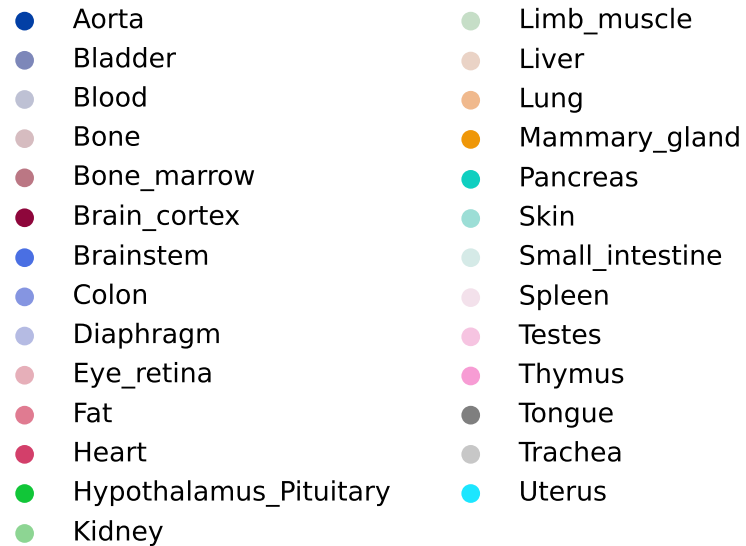 Aorta
Bladder
Blood
Bone
Bone_marrow
Brain_cortex
Brainstem
Colon
Diaphragm
Eye_retina
Fat
Heart
Hypothalamus_Pituitary
Kidney
Limb_muscle
Liver
Lung
Mammary_gland
Pancreas
Skin
Small_intestine
Spleen
Testes
Thymus
Tongue
Trachea
Uterus